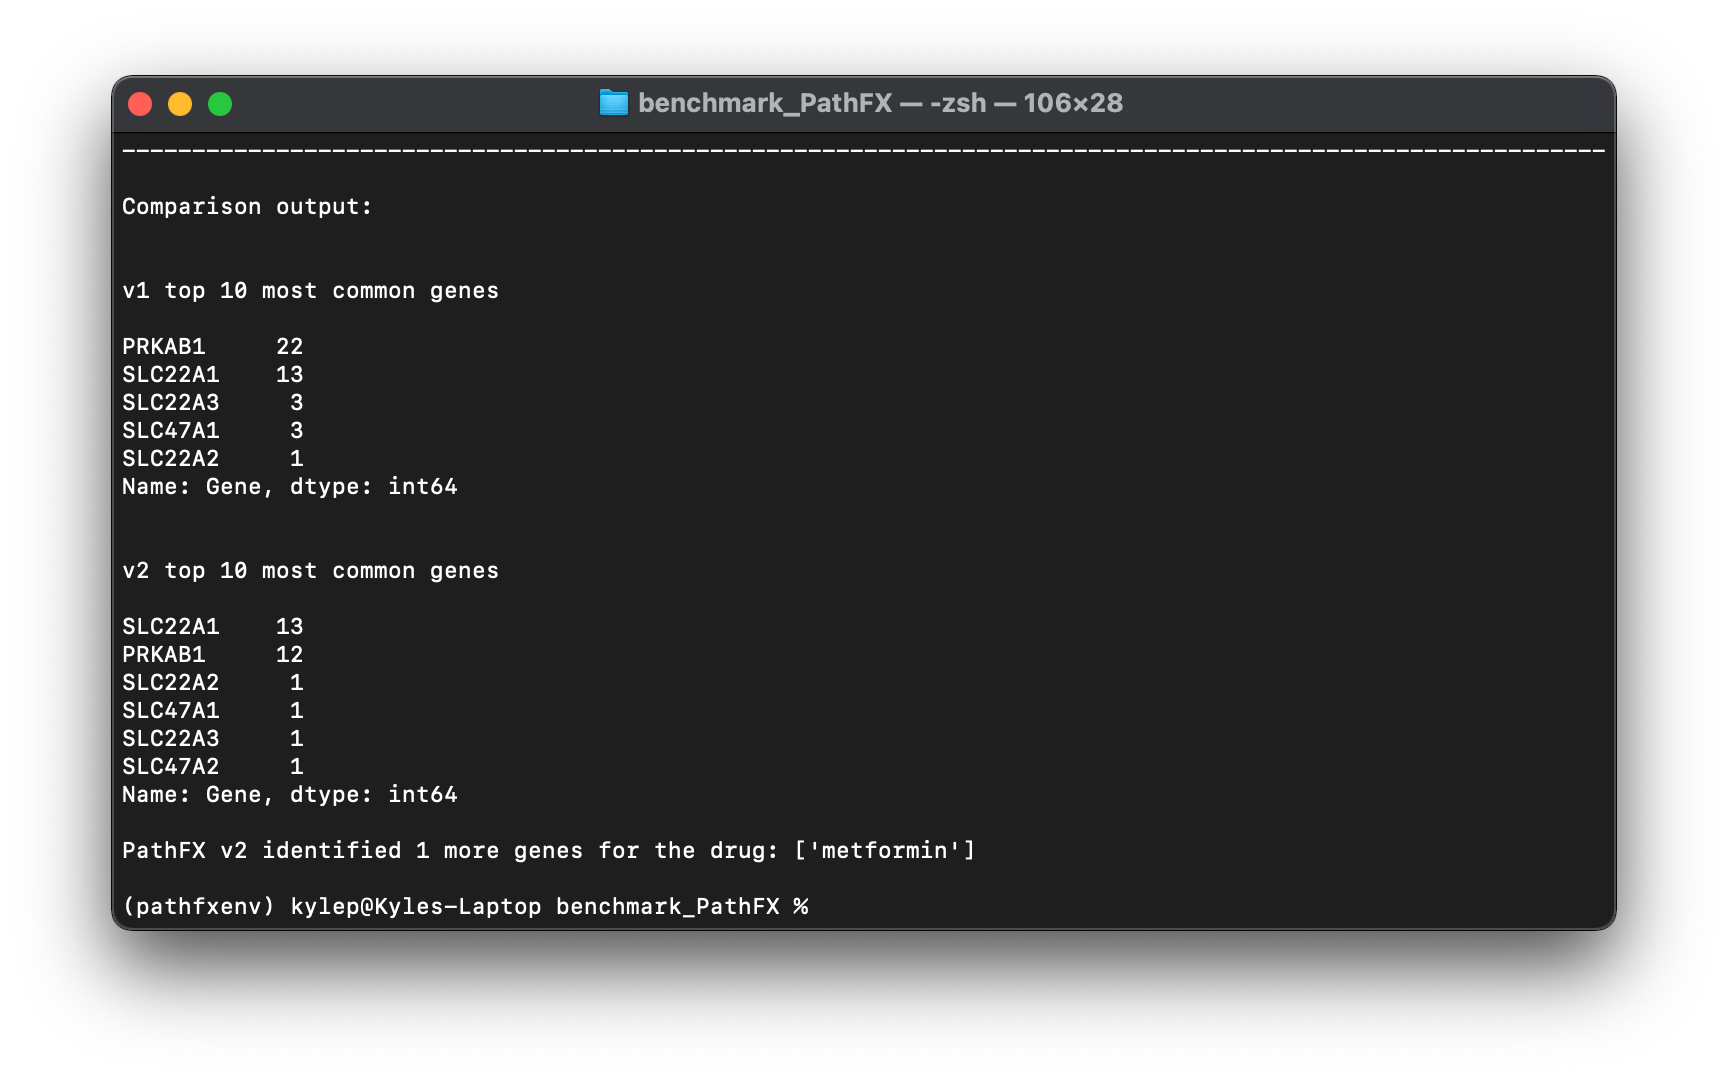 benchmark_PathFX — -zsh — 106×28
----------------------------------------------------------------------------------------------------------
Comparison output:
v1 top 10 most common genes
PRKAB1     22
SLC22A1    13
SLC22A3     3
SLC47A1     3
SLC22A2     1
Name: Gene, dtype: int64
v2 top 10 most common genes
SLC22A1    13
PRKAB1     12
SLC22A2     1
SLC47A1     1
SLC22A3     1
SLC47A2     1
Name: Gene, dtype: int64
PathFX v2 identified 1 more genes for the drug: ['metformin']
(pathfxenv) kylep@Kyles-Laptop benchmark_PathFX %